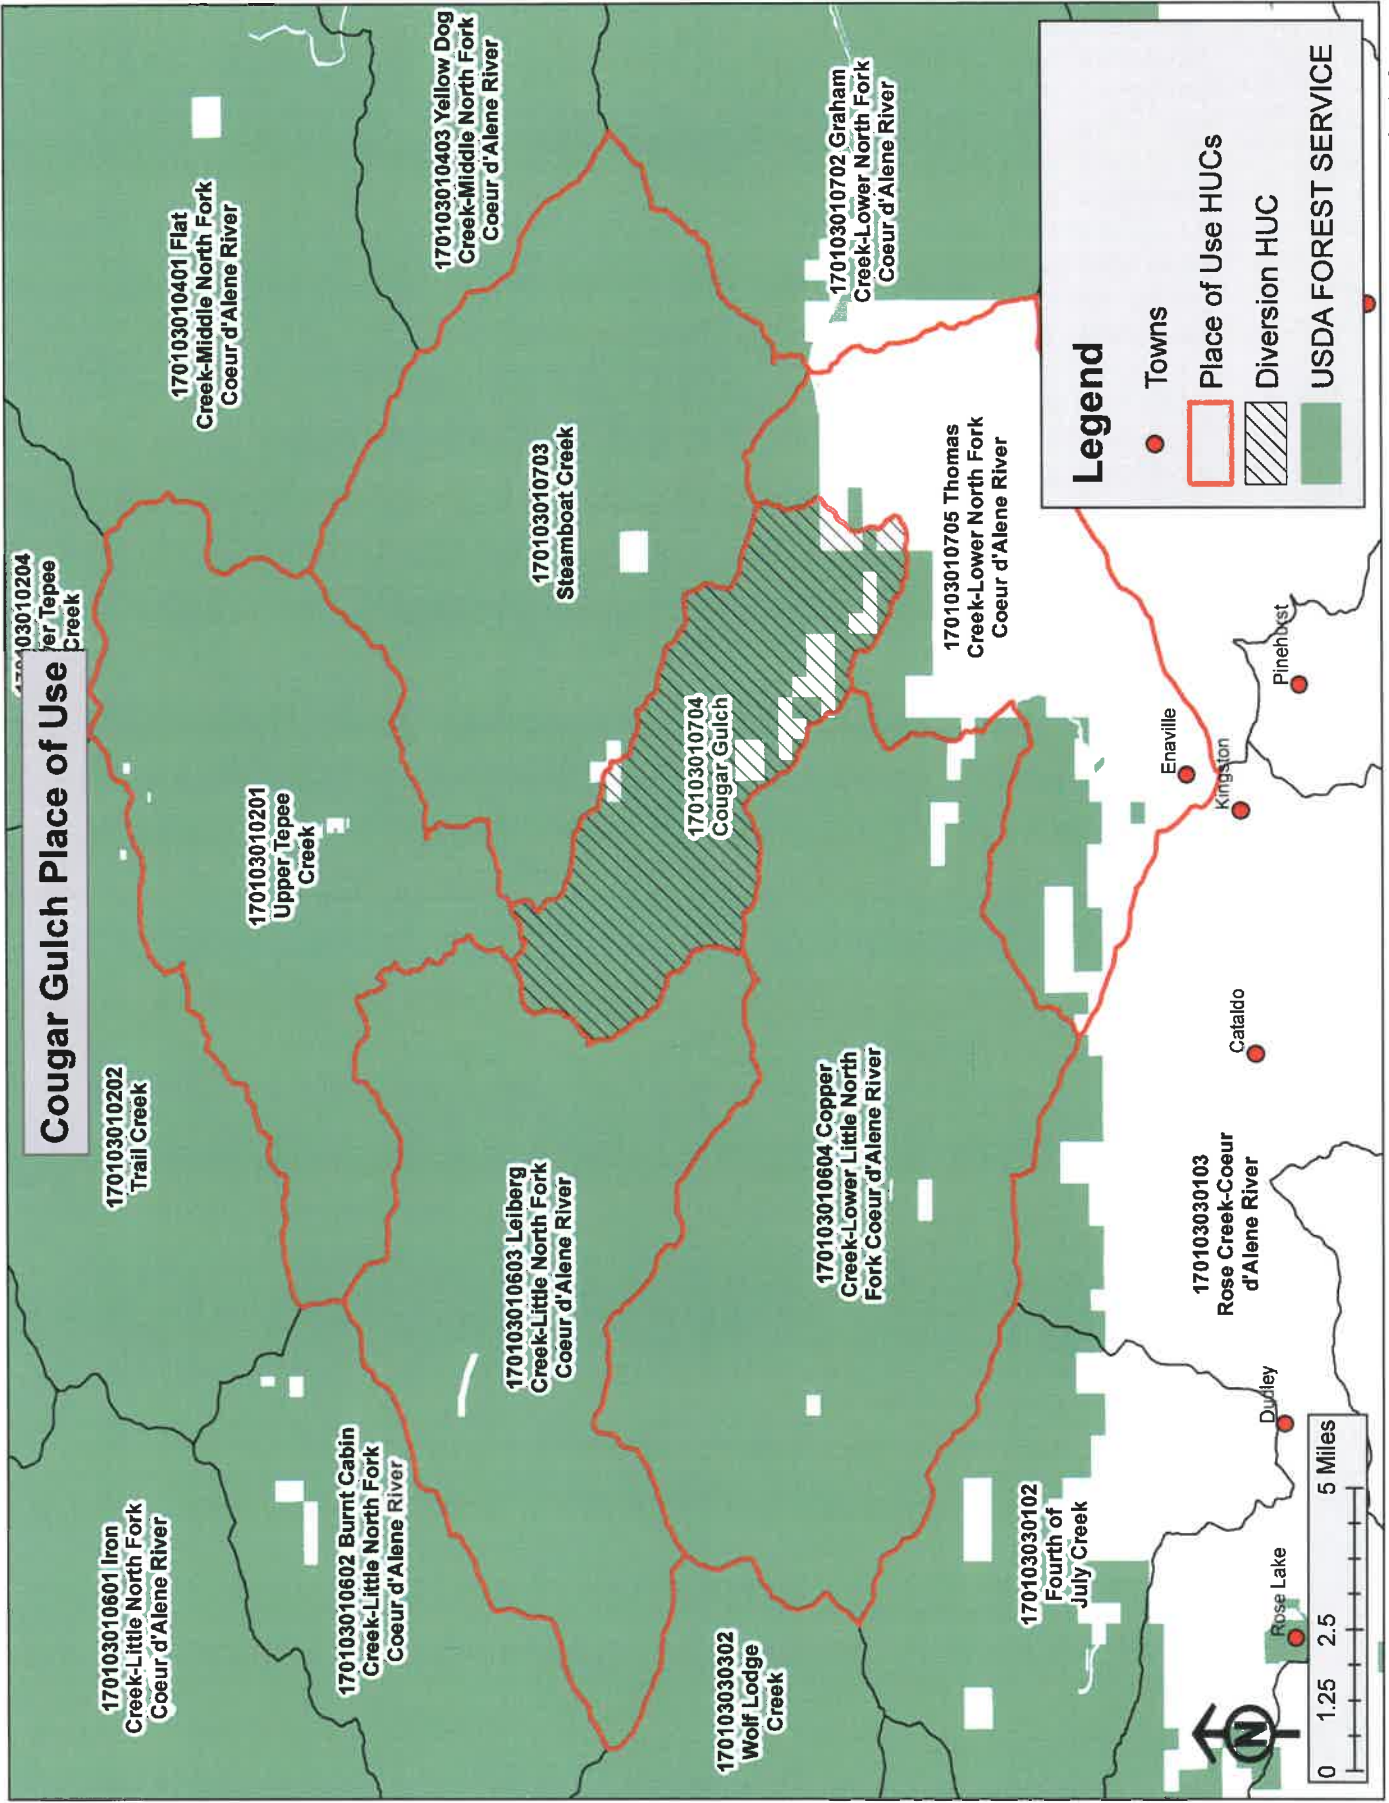 Cougar Gulch Place of Use
170103010601 Iron
Creek-Little North Fork
Coeur d'Alene River
170103010202
Trail Creek
er Tepee
Creek
170103010401 Flat
Creek-Middle North Fork
Coeur d'Alene River
170103010602 Burnt Cabin
Creek-Little North Fork
Coeur d'Alene River
170103010201
Upper Tepee
Creek
170103010403 Yellow Dog
Creek-Middle North Fork
Coeur d'Alene River
170103010603 Leiberg
Creek-Little North Fork
Coeur d'Alene River
170103010703
Steamboat Creek
170103010704
Cougar Gulch
170103030302
Wolf Lodge
Creek
170103010604 Copper
Creek-Lower Little North
Fork Coeur d'Alene River
170103010702 Graham
Creek-Lower North Fork
Coeur d'Alene River
170103010705 Thomas
Creek-Lower North Fork
Coeur d'Alene River
170103030102
Fourth of
July Creek
170103030103
Rose Creek-Coeur
d'Alene River
Enaville
Kingston
Pinehurst
Cataldo
Dudley
Rose Lake
N
0 1.25 2.5 5 Miles
Legend
Towns
Place of Use HUCs
Diversion HUC
USDA FOREST SERVICE